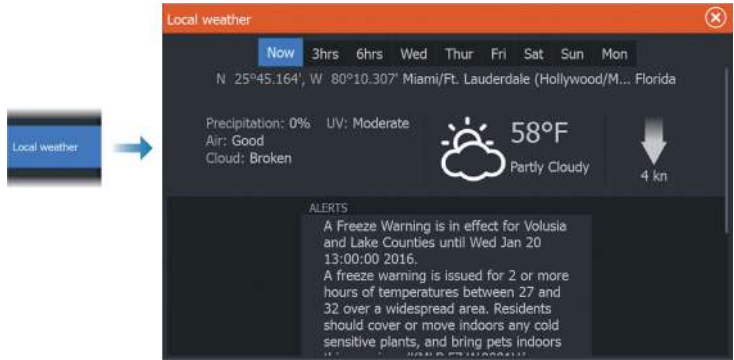 Local weather
Local weather
Now 3hrs 6hrs Wed Thur Fri Sat Sun Mon
N 25º45.164', W 80º10.307' Miami/Ft. Lauderdale (Hollywood/M... Florida
Precipitation: 0% UV: Moderate
Air: Good
Cloud: Broken
58°F
Partly Cloudy
4 kn
ALERTS
A Freeze Warning is in effect for Volusia
and Lake Counties until Wed Jan 20
13:00:00 2016.
A freeze warning is issued for 2 or more
hours of temperatures between 27 and
32 over a widespread area. Residents
should cover or move indoors any cold
sensitive plants, and bring pets indoors